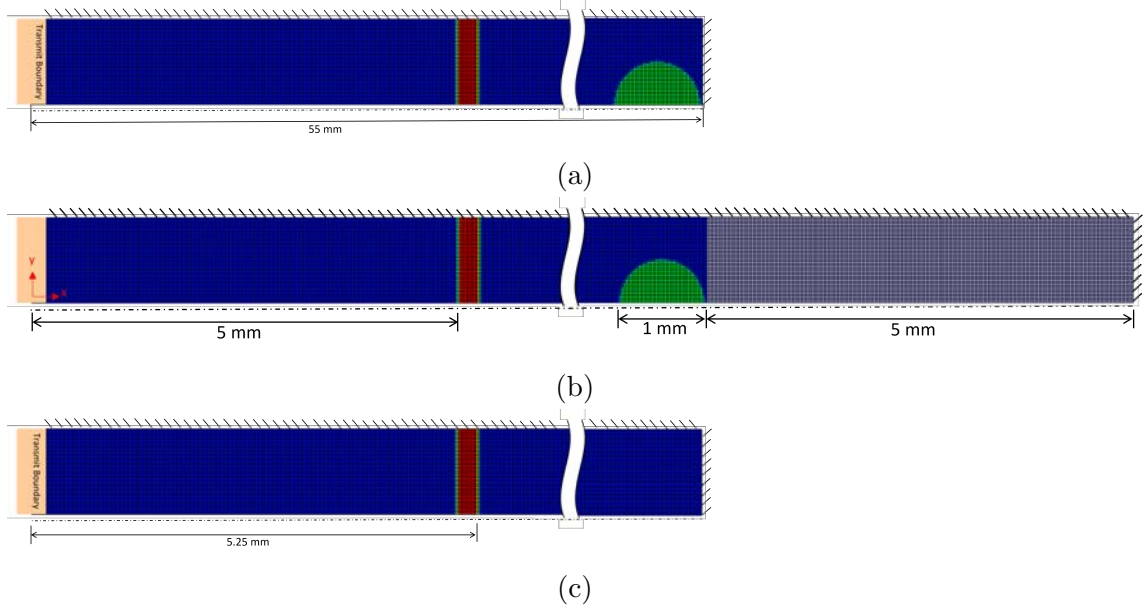 Transmit Boundary
55 mm
(a)
y
x
5 mm
1 mm
5 mm
(b)
Transmit Boundary
5.25 mm
(c)